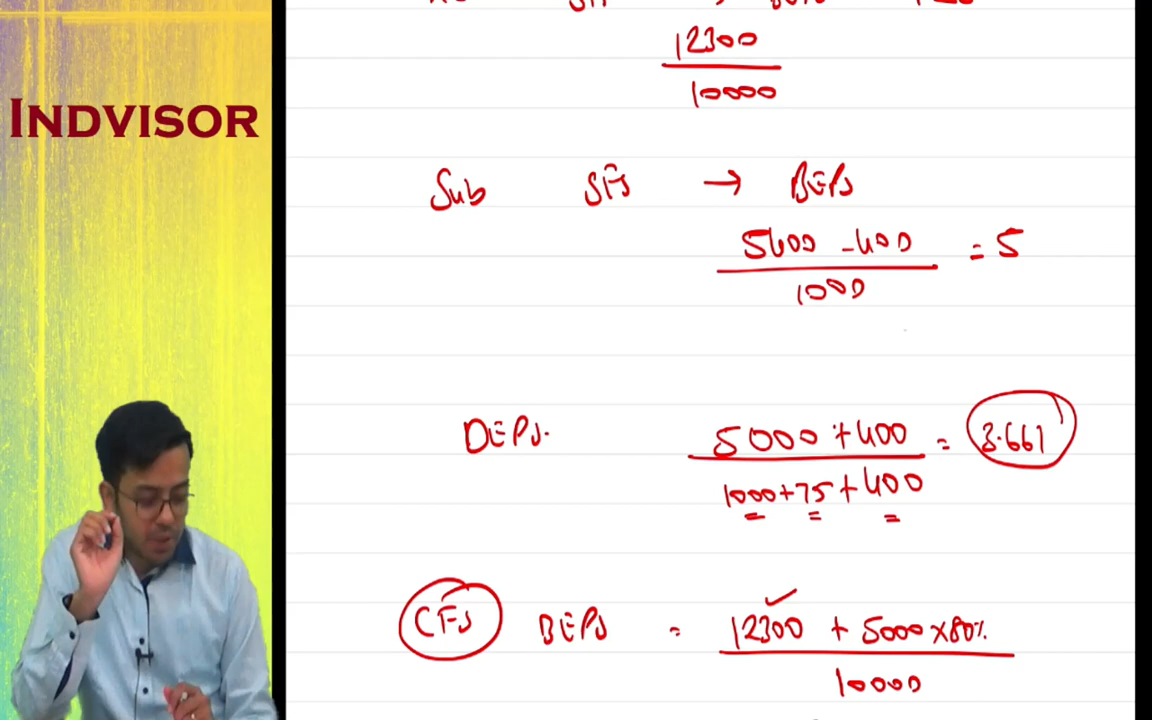 INDVISOR
12300
10000
Sub SFS → BEPS
5400 - 400 = 5
1000
DEPS. 5000 + 400 = 3.661
1000 + 75 + 400
CFS BEPS = 12300 + 5000 × 80%
10000